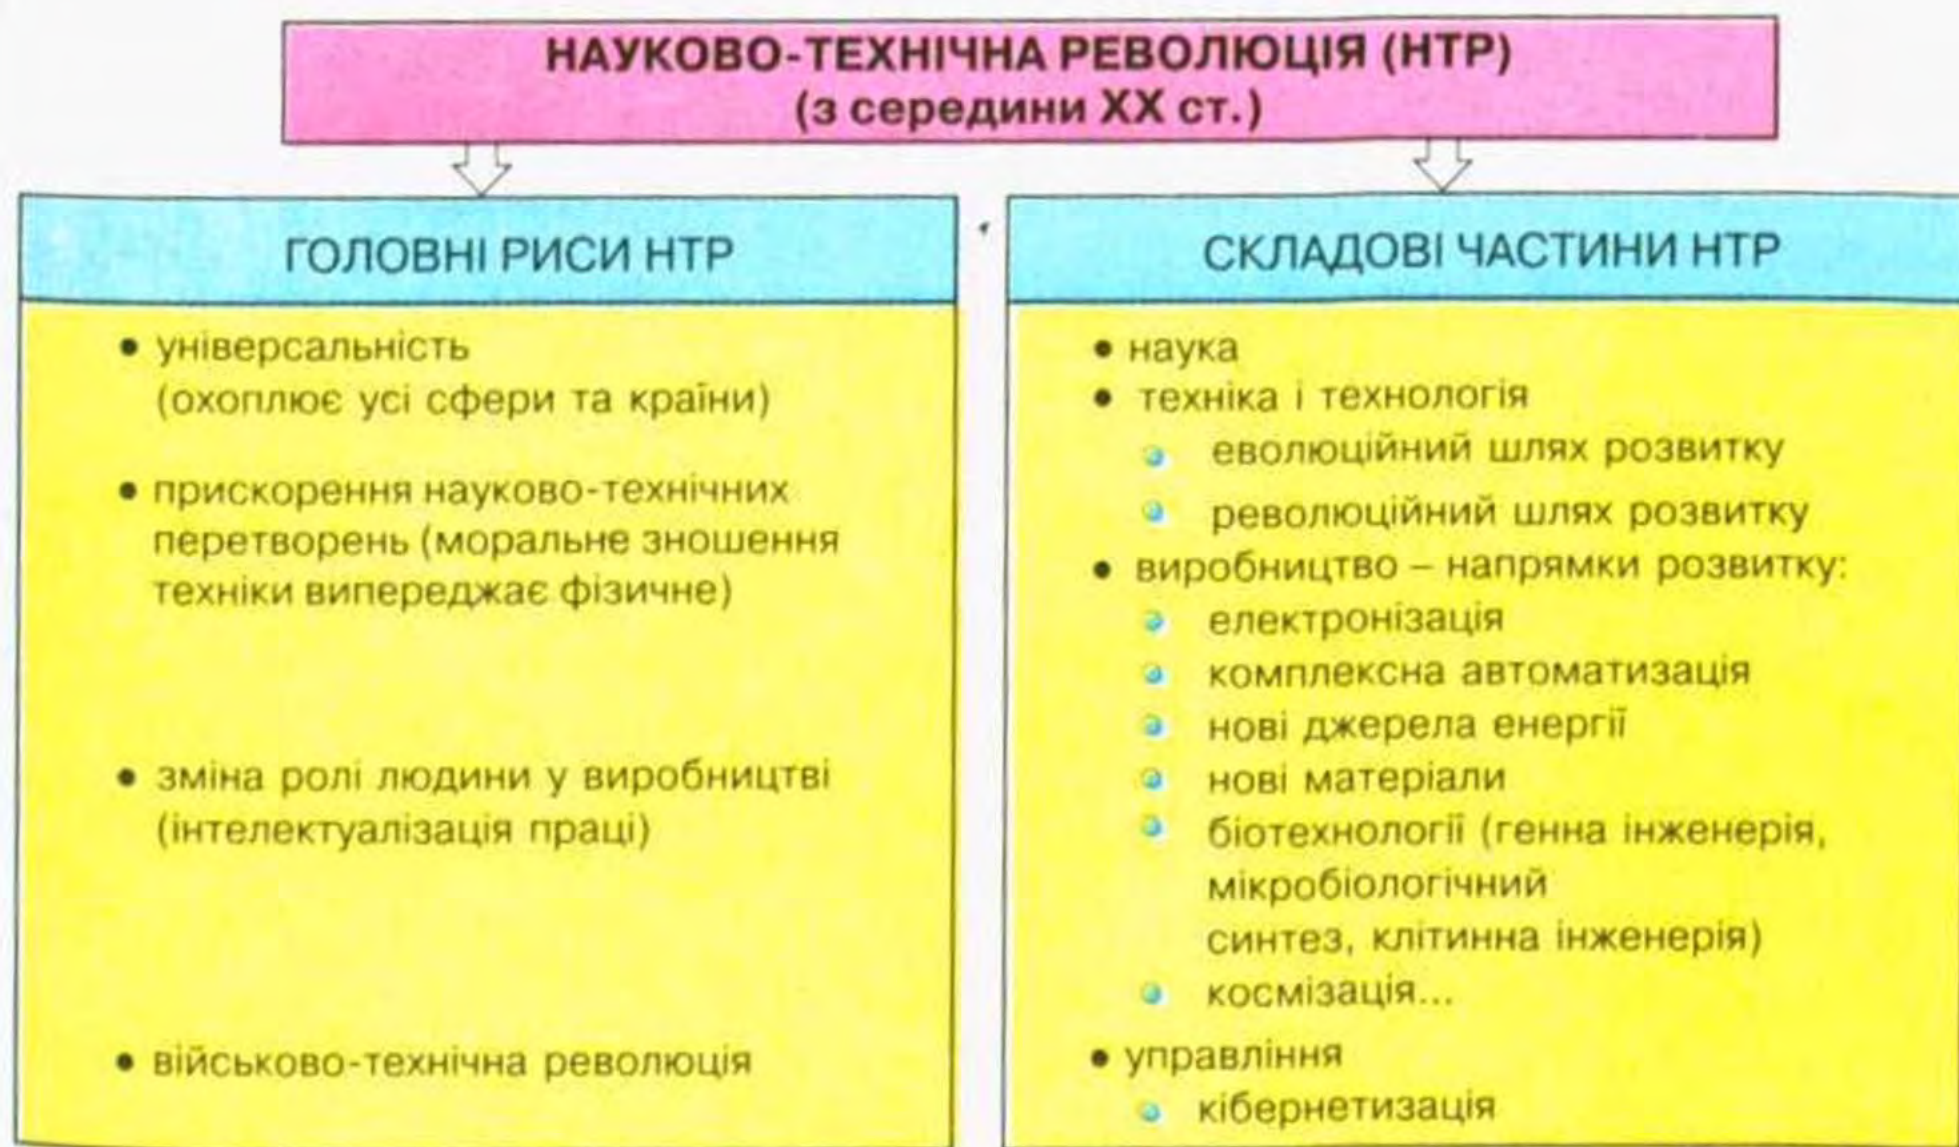 НАУКОВО-ТЕХНІЧНА РЕВОЛЮЦІЯ (НТР)
(з середини ХХ ст.)
ГОЛОВНІ РИСИ НТР
• універсальність
(охоплює усі сфери та країни)
• прискорення науково-технічних
перетворень (моральне зношення
техніки випереджає фізичне)
• зміна ролі людини у виробництві
(інтелектуалізація праці)
• військово-технічна революція
СКЛАДОВІ ЧАСТИНИ НТР
• наука
• техніка і технологія
еволюційний шлях розвитку
революційний шлях розвитку
• виробництво – напрямки розвитку:
електронізація
комплексна автоматизація
нові джерела енергії
нові матеріали
біотехнології (генна інженерія,
мікробіологічний
синтез, клітинна інженерія)
космізація...
• управління
кібернетизація